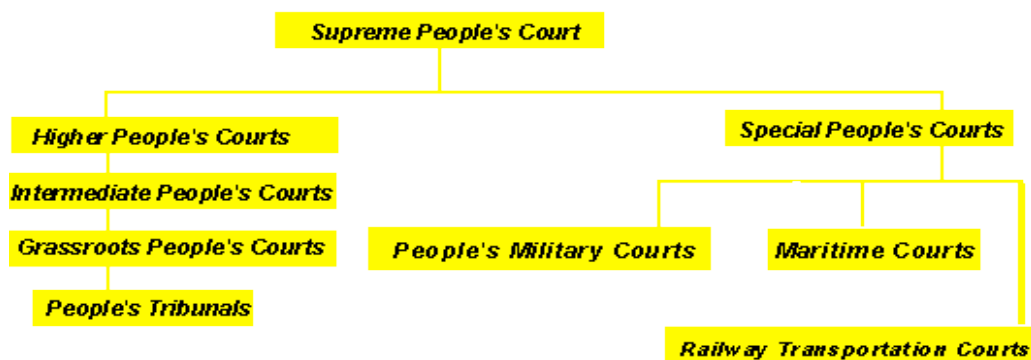 Supreme People's Court
Higher People's Courts
Special People's Courts
Intermediate People's Courts
Grassroots People's Courts
People's Military Courts
Maritime Courts
People's Tribunals
Railway Transportation Courts